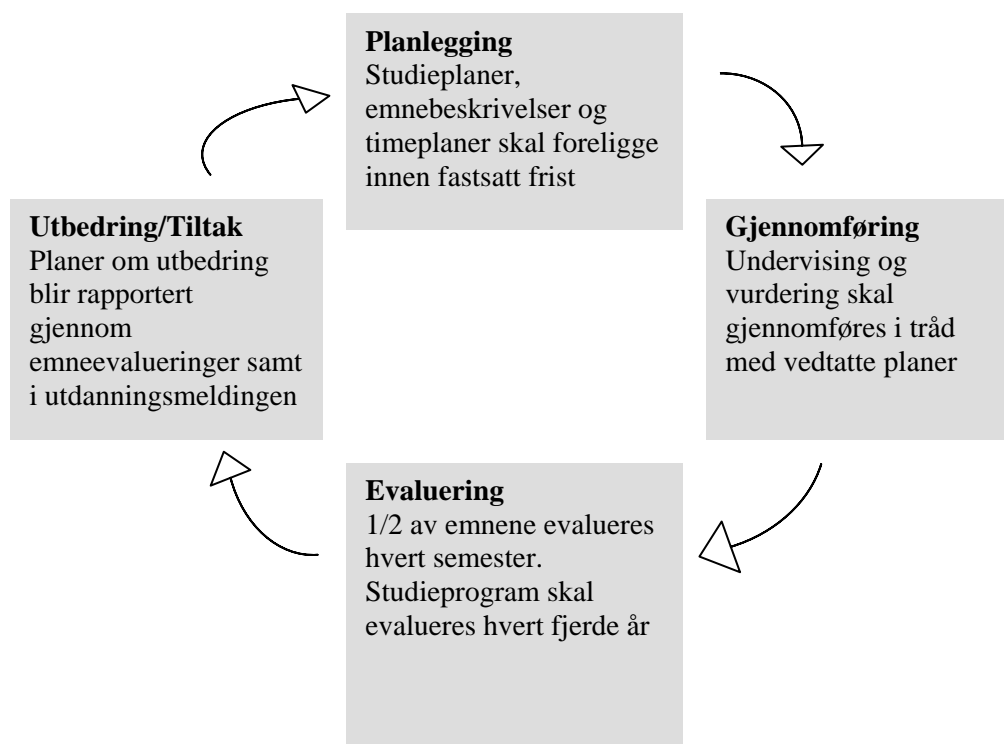 Planlegging
Studieplaner,
emnebeskrivelser og
timeplaner skal foreligge
innen fastsatt frist
Gjennomføring
Undervising og
vurdering skal
gjennomføres i tråd
med vedtatte planer
Evaluering
1/2 av emnene evalueres
hvert semester.
Studieprogram skal
evalueres hvert fjerde år
Utbedring/Tiltak
Planer om utbedring
blir rapportert
gjennom
emneevalueringer samt
i utdanningsmeldingen